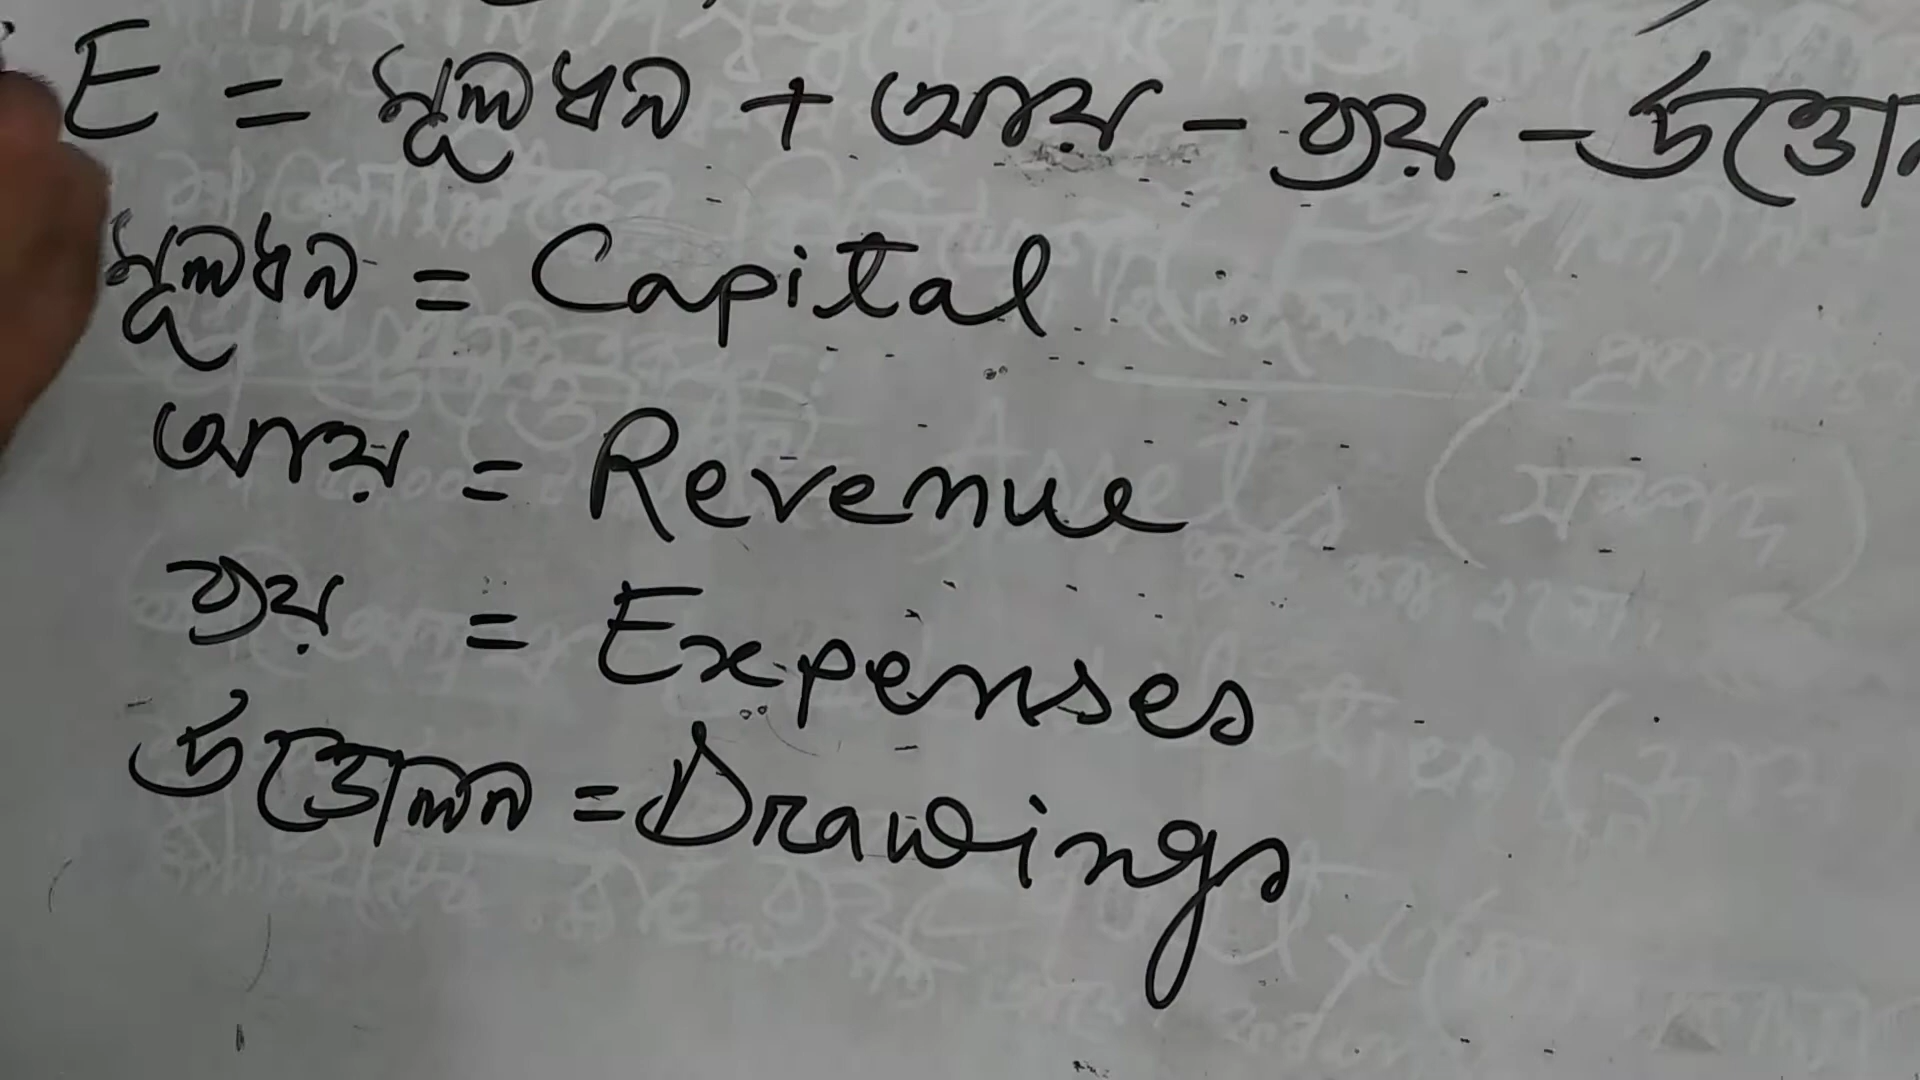 E = মূলধন + আয় - ব্যয় - উত্তো
মূলধন = Capital
আয় = Revenue
ব্যয় = Expenses
উত্তোলন = Drawings